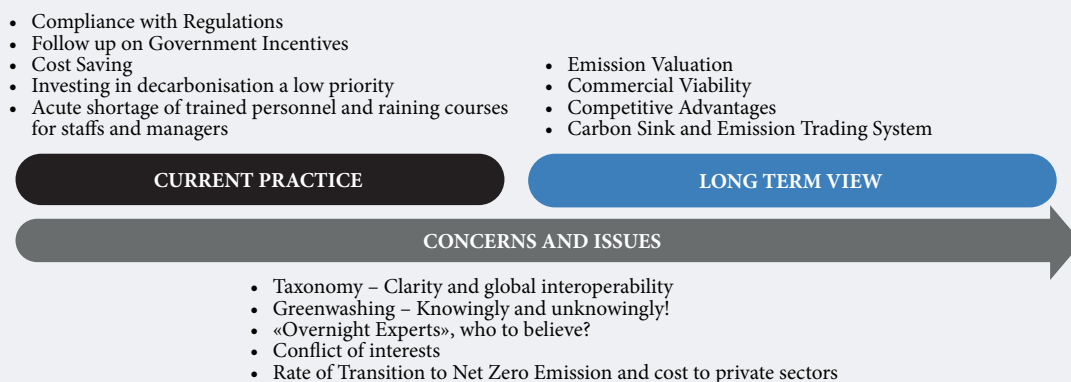 • Compliance with Regulations
• Follow up on Government Incentives
• Cost Saving
• Investing in decarbonisation a low priority
• Acute shortage of trained personnel and raining courses
for staffs and managers
• Emission Valuation
• Commercial Viability
• Competitive Advantages
• Carbon Sink and Emission Trading System
CURRENT PRACTICE
LONG TERM VIEW
CONCERNS AND ISSUES
• Taxonomy – Clarity and global interoperability
• Greenwashing – Knowingly and unknowingly!
• «Overnight Experts», who to believe?
• Conflict of interests
• Rate of Transition to Net Zero Emission and cost to private sectors